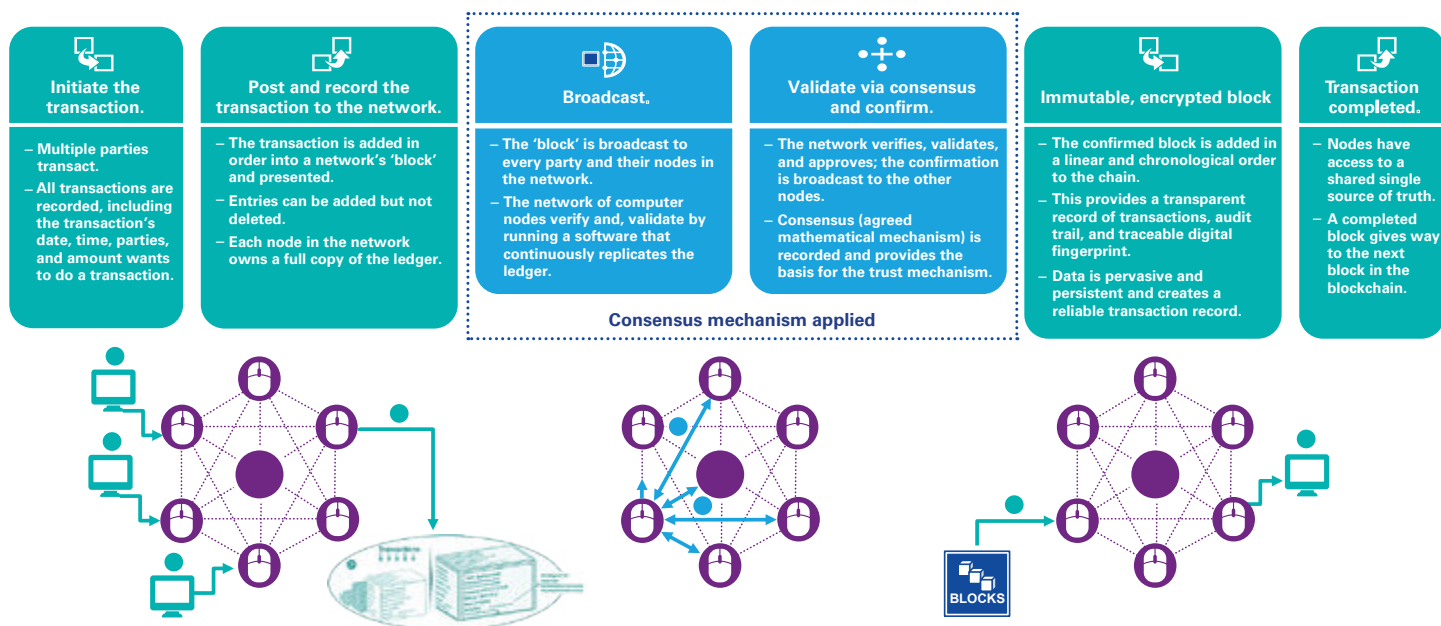 Initiate the
transaction.
– Multiple parties
transact.
– All transactions are
recorded, including
the transaction's
date, time, parties,
and amount wants
to do a transaction.
Post and record the
transaction to the network.
– The transaction is added in
order into a network's 'block'
and presented.
– Entries can be added but not
deleted.
– Each node in the network
owns a full copy of the ledger.
Broadcast.
– The 'block' is broadcast to
every party and their nodes in
the network.
– The network of computer
nodes verify and, validate by
running a software that
continuously replicates the
ledger.
Validate via consensus
and confirm.
– The network verifies, validates,
and approves; the confirmation
is broadcast to the other
nodes.
– Consensus (agreed
mathematical mechanism) is
recorded and provides the
basis for the trust mechanism.
Consensus mechanism applied
Immutable, encrypted block
– The confirmed block is added in
a linear and chronological order
to the chain.
– This provides a transparent
record of transactions, audit
trail, and traceable digital
fingerprint.
– Data is pervasive and
persistent and creates a
reliable transaction record.
Transaction
completed.
– Nodes have
access to a
shared single
source of truth.
– A completed
block gives way
to the next
block in the
blockchain.
BLOCKS